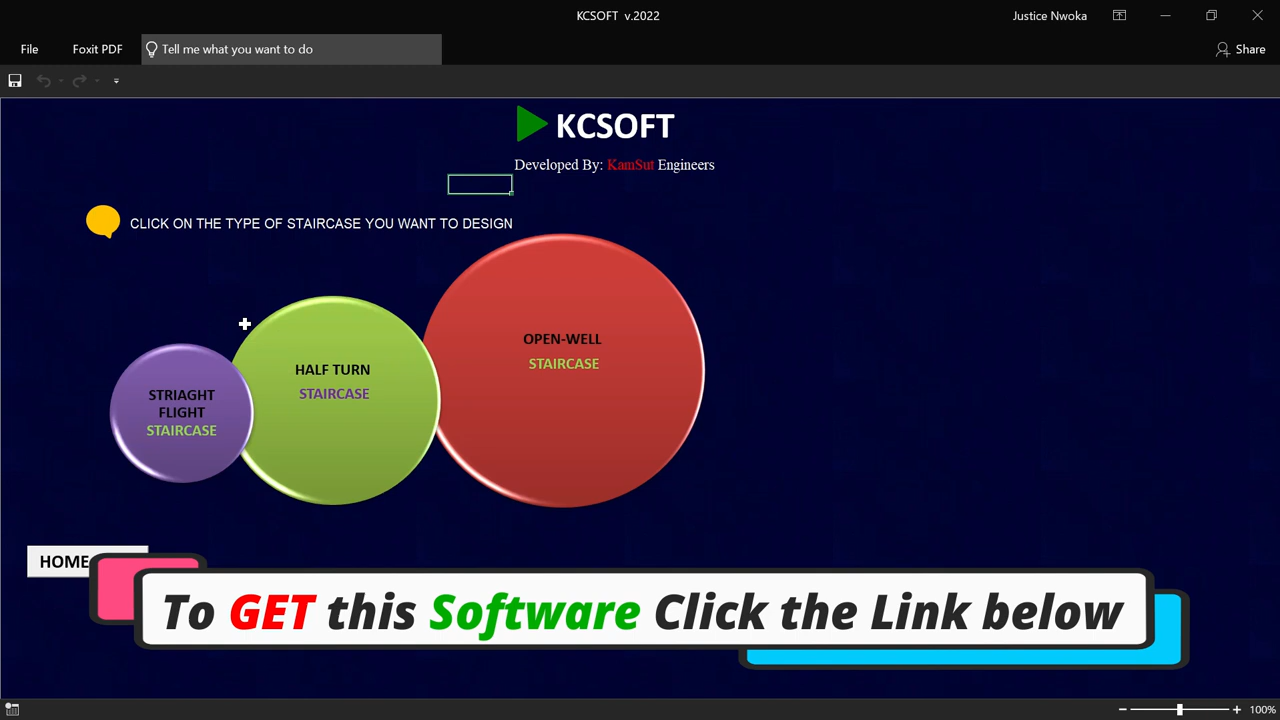 KCSOFT v.2022
Justice Nwoka
File
Foxit PDF
Tell me what you want to do
Share
KCSOFT
Developed By: KamSut Engineers
CLICK ON THE TYPE OF STAIRCASE YOU WANT TO DESIGN
OPEN-WELL
STAIRCASE
HALF TURN
STAIRCASE
STRIAGHT
FLIGHT
STAIRCASE
HOME
To GET this Software Click the Link below
100%